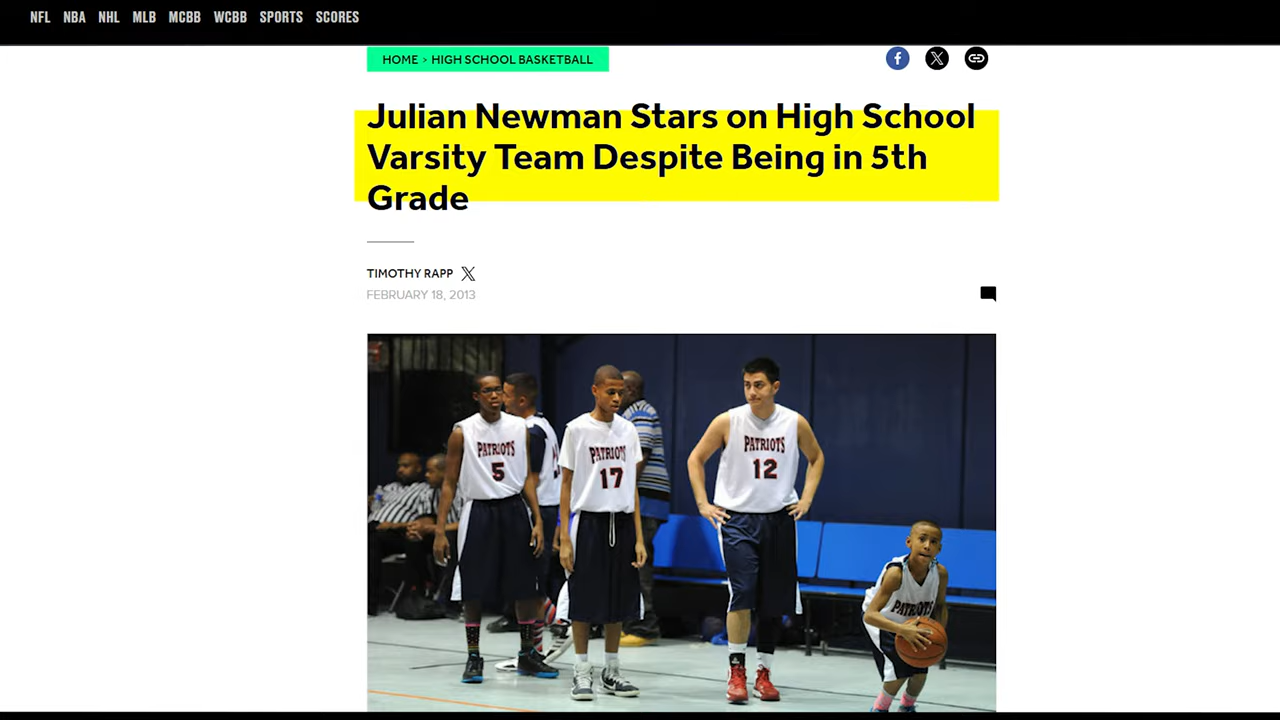 NFL NBA NHL MLB MCBB WCBB SPORTS SCORES
HOME > HIGH SCHOOL BASKETBALL
Julian Newman Stars on High School
Varsity Team Despite Being in 5th
Grade
TIMOTHY RAPP
FEBRUARY 18, 2013
PATRIOTS
5
PATRIOTS
17
PATRIOTS
12
PATRIOTS